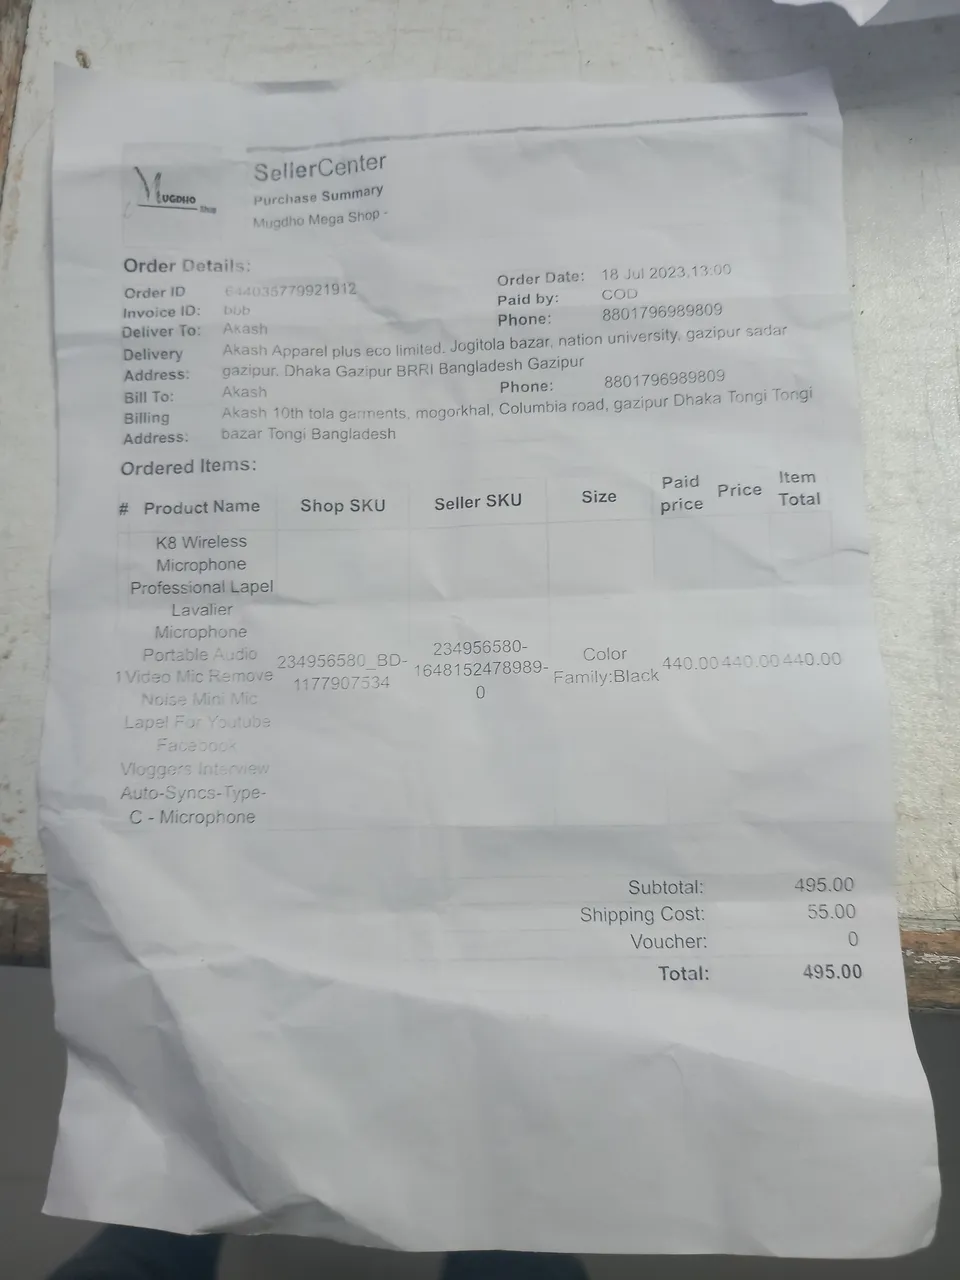 MUGDHO
Shop
SellerCenter
Purchase Summary
Mugdho Mega Shop -
Order Details:
Order ID 644035779921912
Order Date: 18 Jul 2023,13:00
Invoice ID: bbb
Paid by: COD
Deliver To: Akash
Phone: 8801796989809
Delivery Address: Akash Apparel plus eco limited. Jogitola bazar, nation university, gazipur sadar
gazipur. Dhaka Gazipur BRRI Bangladesh Gazipur
Bill To: Akash
Phone: 8801796989809
Billing Address: Akash 10th tola garments, mogorkhal, Columbia road, gazipur Dhaka Tongi Tongi
bazar Tongi Bangladesh
Ordered Items:
# Product Name Shop SKU Seller SKU Size Paid price Price Item Total
K8 Wireless
Microphone
Professional Lapel
Lavalier
Microphone
Portable Audio
1 Video Mic Remove
Noise Mini Mic
Lapel For Youtube
Facebook
Vloggers Interview
Auto-Syncs-Type-
C - Microphone
234956580_BD-
1177907534
234956580-
1648152478989-
0
Color
Family:Black
440.00 440.00 440.00
Subtotal: 495.00
Shipping Cost: 55.00
Voucher: 0
Total: 495.00